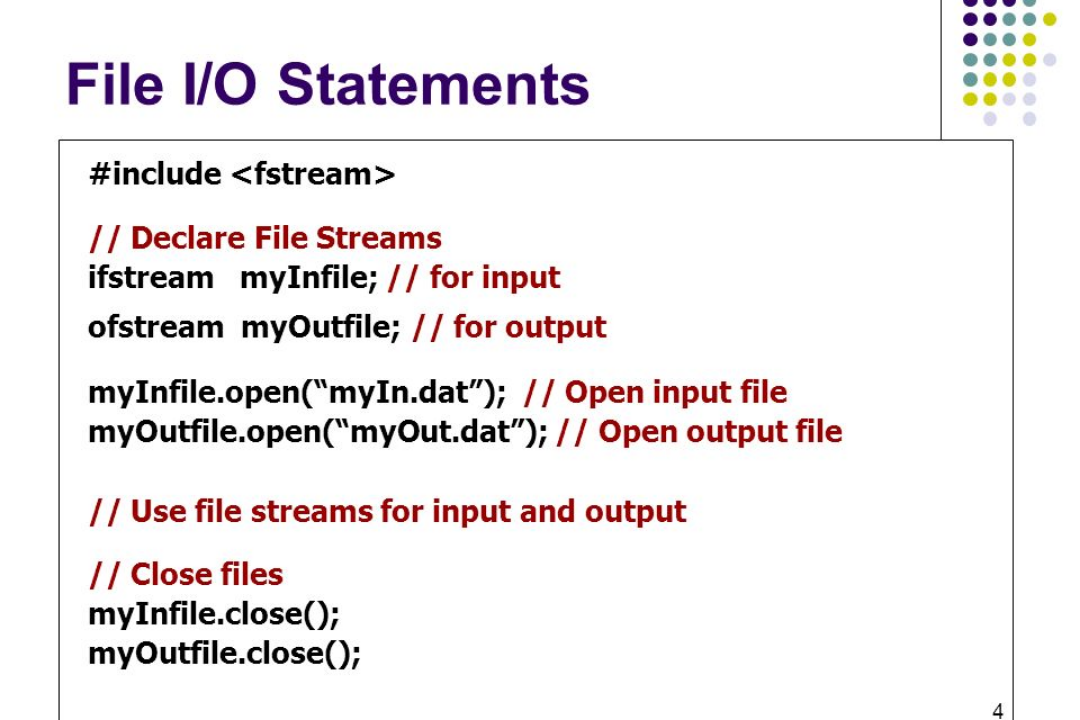 File I/O Statements
#include <fstream>
// Declare File Streams
ifstream myInfile; // for input
ofstream myOutfile; // for output
myInfile.open(“myIn.dat”); // Open input file
myOutfile.open(“myOut.dat”); // Open output file
// Use file streams for input and output
// Close files
myInfile.close();
myOutfile.close();
4